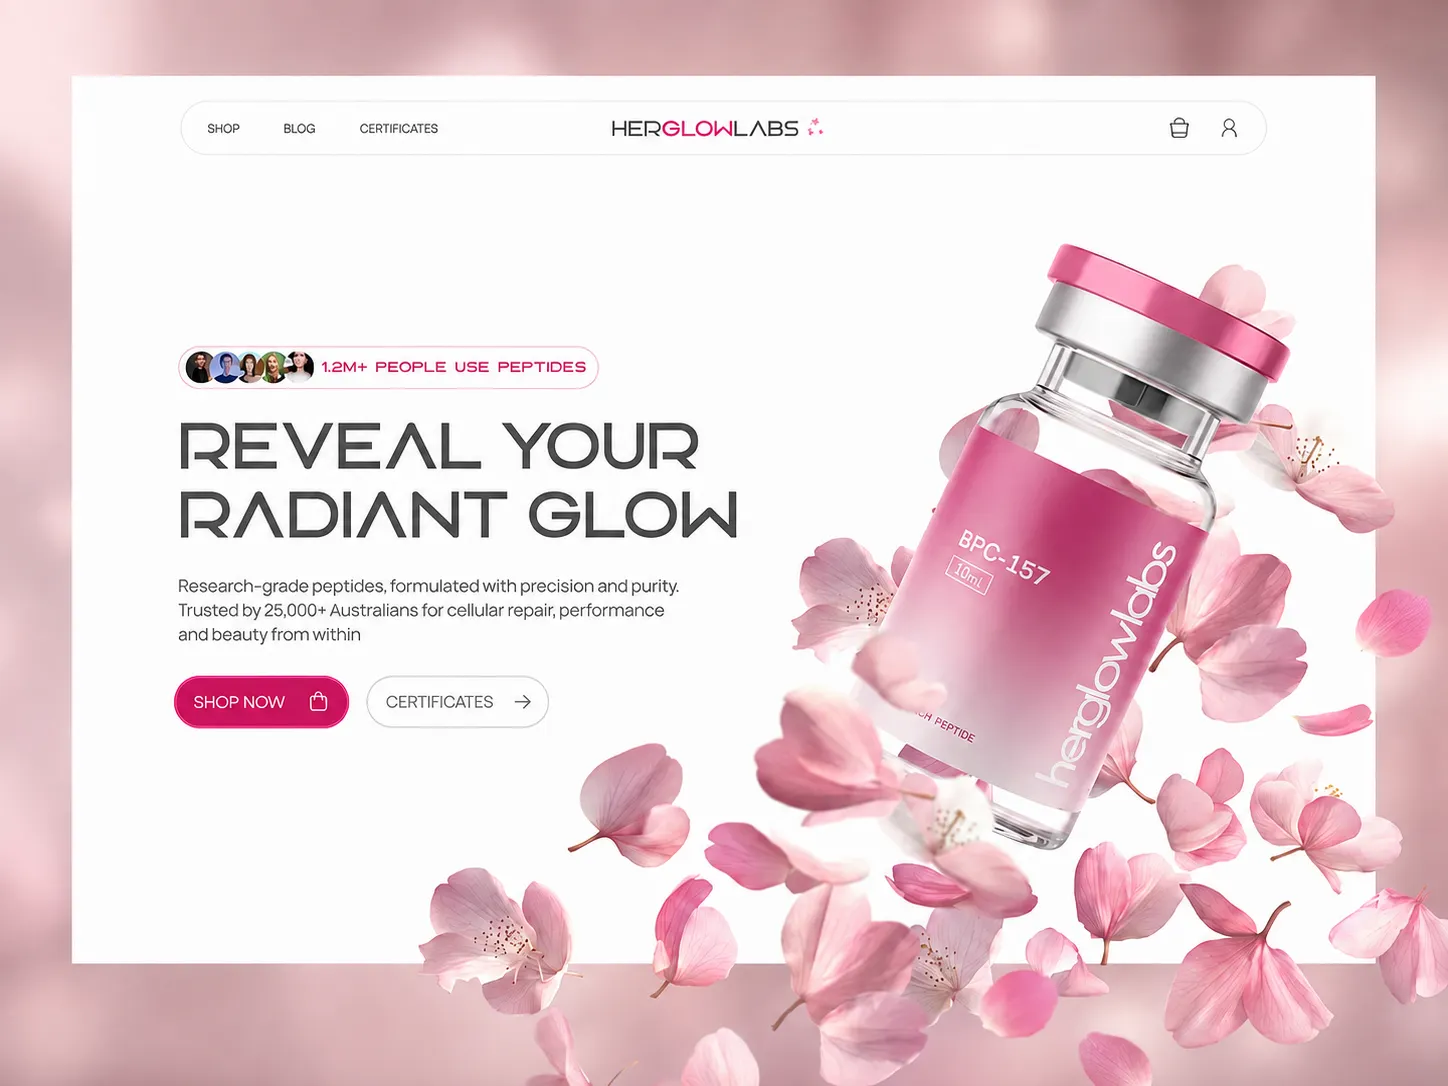 SHOP
BLOG
CERTIFICATES
HERGLOWLABS
1.2M+ PEOPLE USE PEPTIDES
REVEAL YOUR
RADIANT GLOW
Research-grade peptides, formulated with precision and purity.
Trusted by 25,000+ Australians for cellular repair, performance
and beauty from within
SHOP NOW
CERTIFICATES
BPC-157
10mL
herglowlabs
PEPTIDE